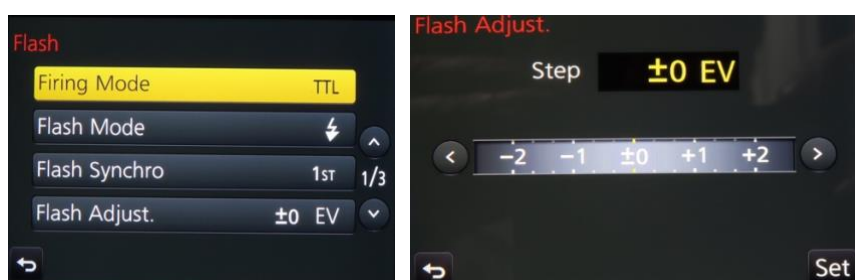 Flash
Firing Mode TTL
Flash Mode
Flash Synchro 1ST
1/3
Flash Adjust. ±0 EV
Flash Adjust.
Step ±0 EV
-2 -1 ±0 +1 +2
Set